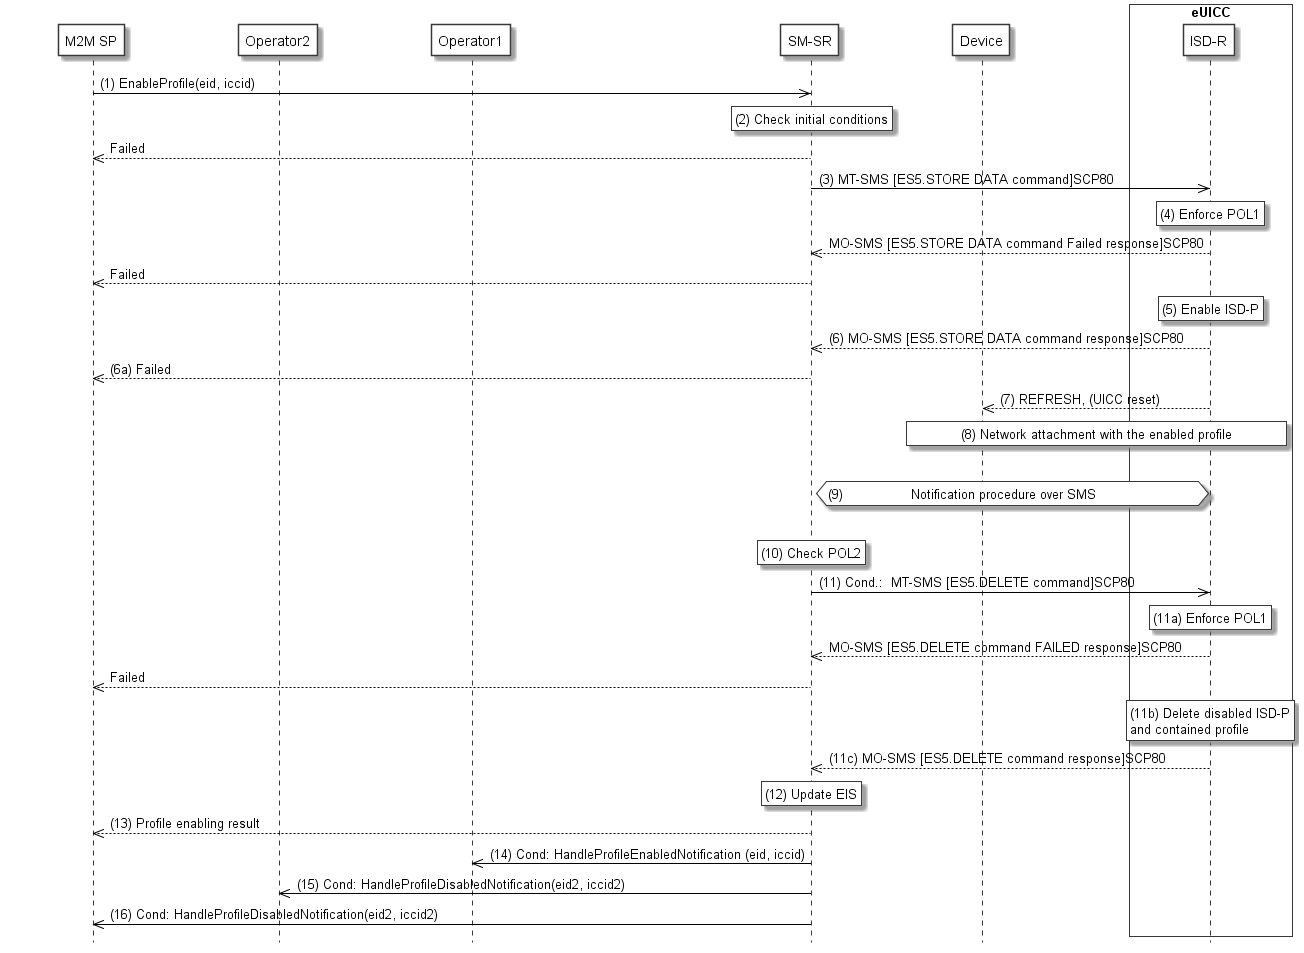 eUICC
M2M SP
Operator2
Operator1
SM-SR
Device
ISD-R
(1) EnableProfile(eid, iccid)
(2) Check initial conditions
Failed
(3) MT-SMS [ES5.STORE DATA command]SCP80
(4) Enforce POL1
MO-SMS [ES5.STORE DATA command Failed response]SCP80
Failed
(5) Enable ISD-P
(6) MO-SMS [ES5.STORE DATA command response]SCP80
(6a) Failed
(7) REFRESH, (UICC reset)
(8) Network attachment with the enabled profile
(9) Notification procedure over SMS
(10) Check POL2
(11) Cond.:  MT-SMS [ES5.DELETE command]SCP80
(11a) Enforce POL1
MO-SMS [ES5.DELETE command FAILED response]SCP80
Failed
(11b) Delete disabled ISD-P
and contained profile
(11c) MO-SMS [ES5.DELETE command response]SCP80
(12) Update EIS
(13) Profile enabling result
(14) Cond: HandleProfileEnabledNotification (eid, iccid)
(15) Cond: HandleProfileDisabledNotification(eid2, iccid2)
(16) Cond: HandleProfileDisabledNotification(eid2, iccid2)